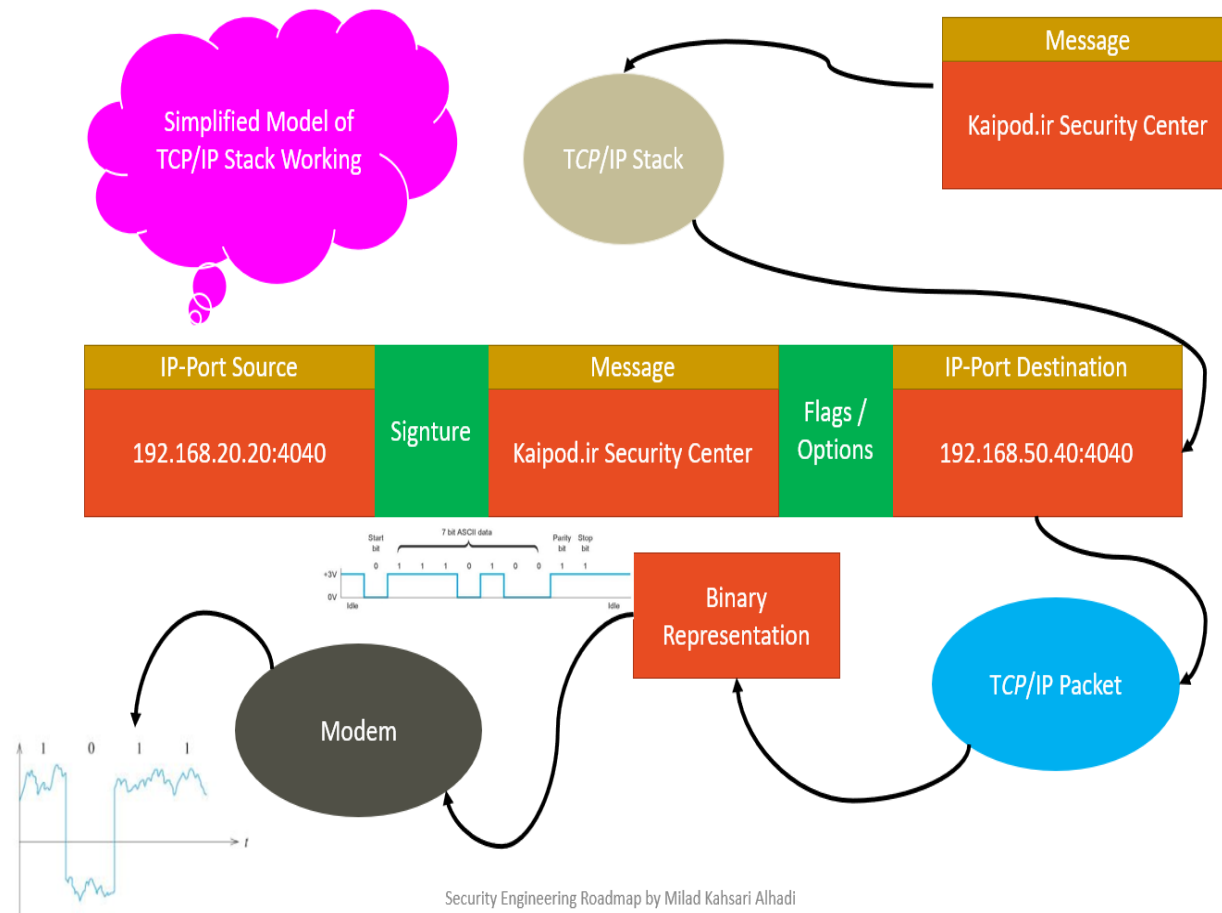 Simplified Model of
TCP/IP Stack Working
TCP/IP Stack
Message
Kaipod.ir Security Center
IP-Port Source
192.168.20.20:4040
Signture
Message
Kaipod.ir Security Center
Flags /
Options
IP-Port Destination
192.168.50.40:4040
Start
bit
7 bit ASCII data
Parity
bit
Stop
bit
0 1 1 1 0 1 0 0 1 1
+3V
0V
Idle
Idle
Binary
Representation
TCP/IP Packet
Modem
1 0 1 1
t
Security Engineering Roadmap by Milad Kahsari Alhadi